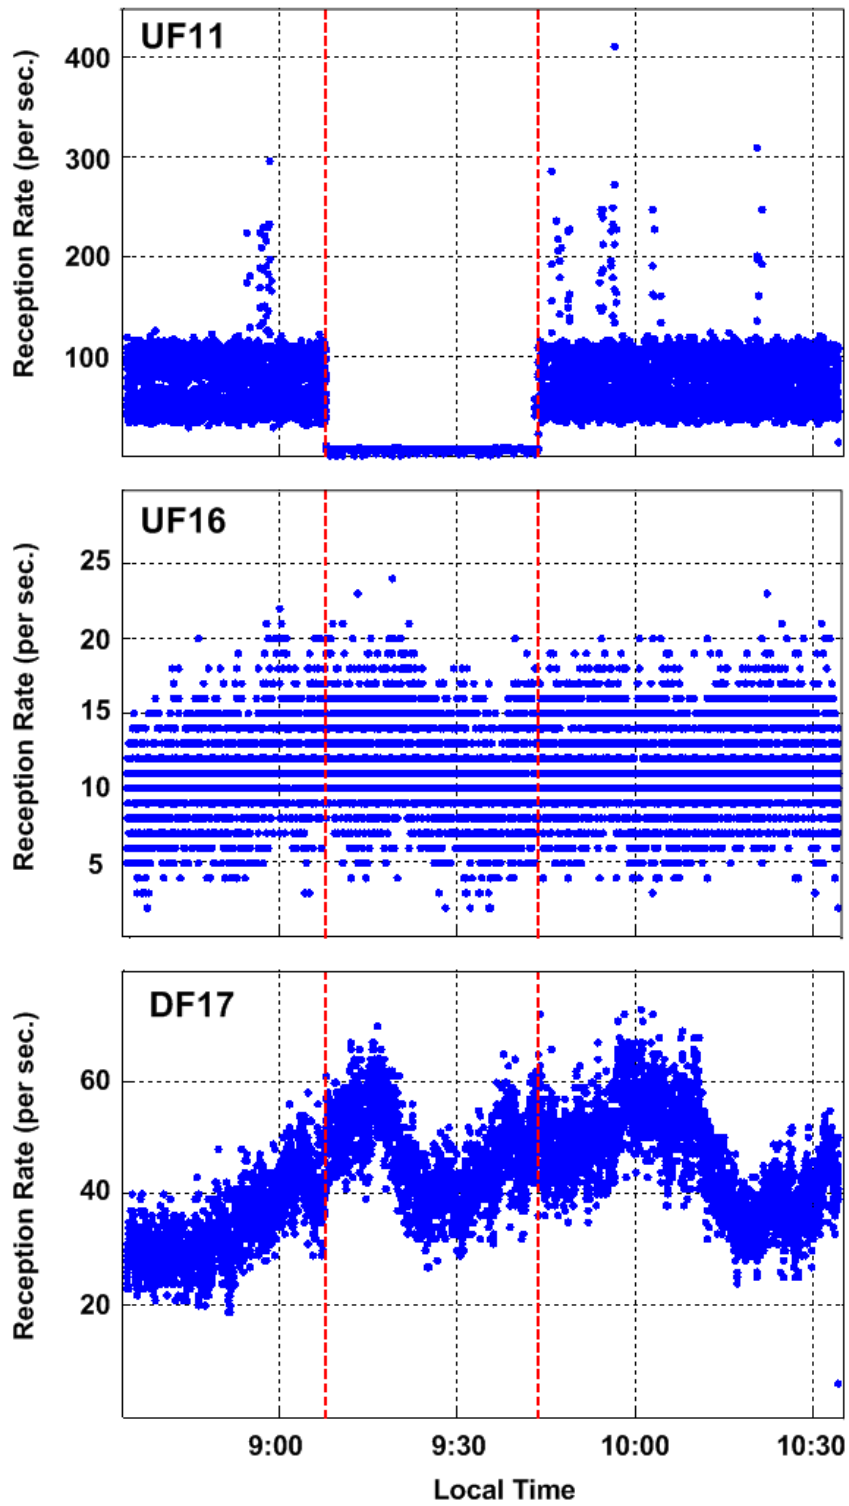 UF11
Reception Rate (per sec.)
400
300
200
100
UF16
Reception Rate (per sec.)
25
20
15
10
5
DF17
Reception Rate (per sec.)
60
40
20
9:00 9:30 10:00 10:30
Local Time